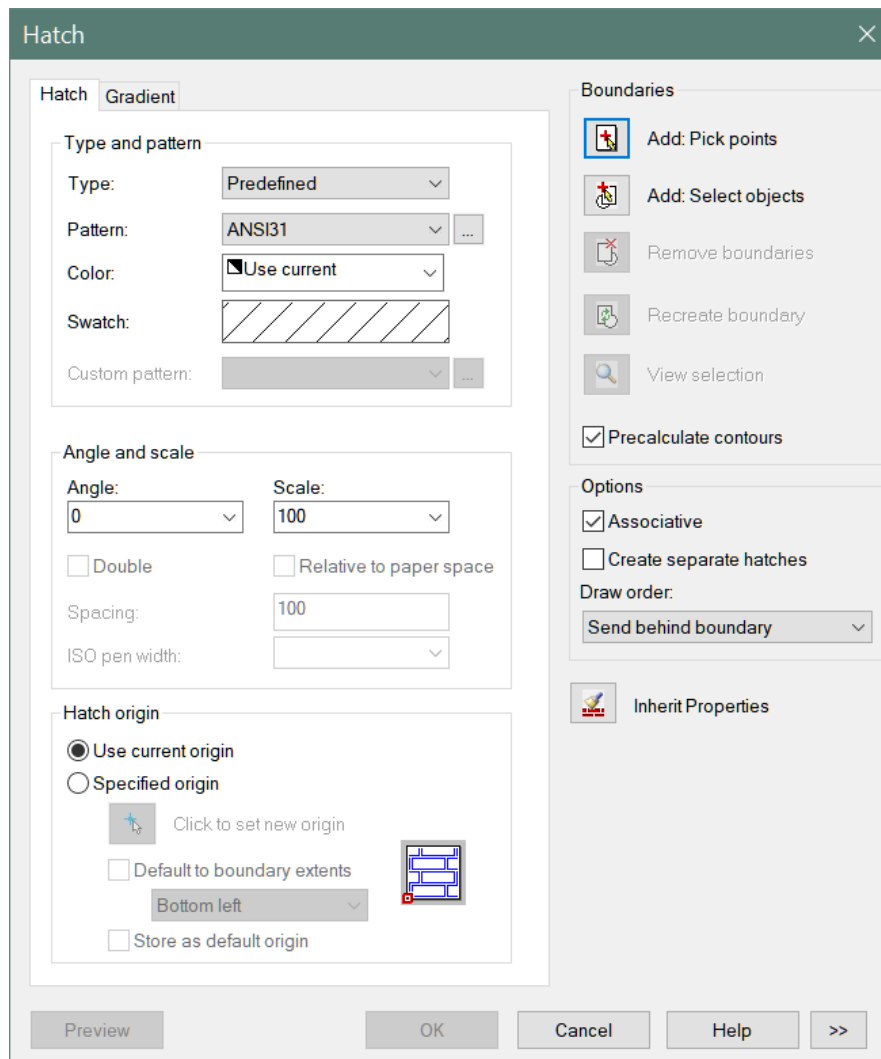 Hatch
Hatch
Gradient
Type and pattern
Type:
Predefined
Pattern:
ANSI31
...
Color:
Use current
Swatch:
Custom pattern:
...
Angle and scale
Angle:
Scale:
0
100
Double
Relative to paper space
Spacing:
100
ISO pen width:
Hatch origin
Use current origin
Specified origin
Click to set new origin
Default to boundary extents
Bottom left
Store as default origin
Boundaries
Add: Pick points
Add: Select objects
Remove boundaries
Recreate boundary
View selection
Precalculate contours
Options
Associative
Create separate hatches
Draw order:
Send behind boundary
Inherit Properties
Preview
OK
Cancel
Help
>>